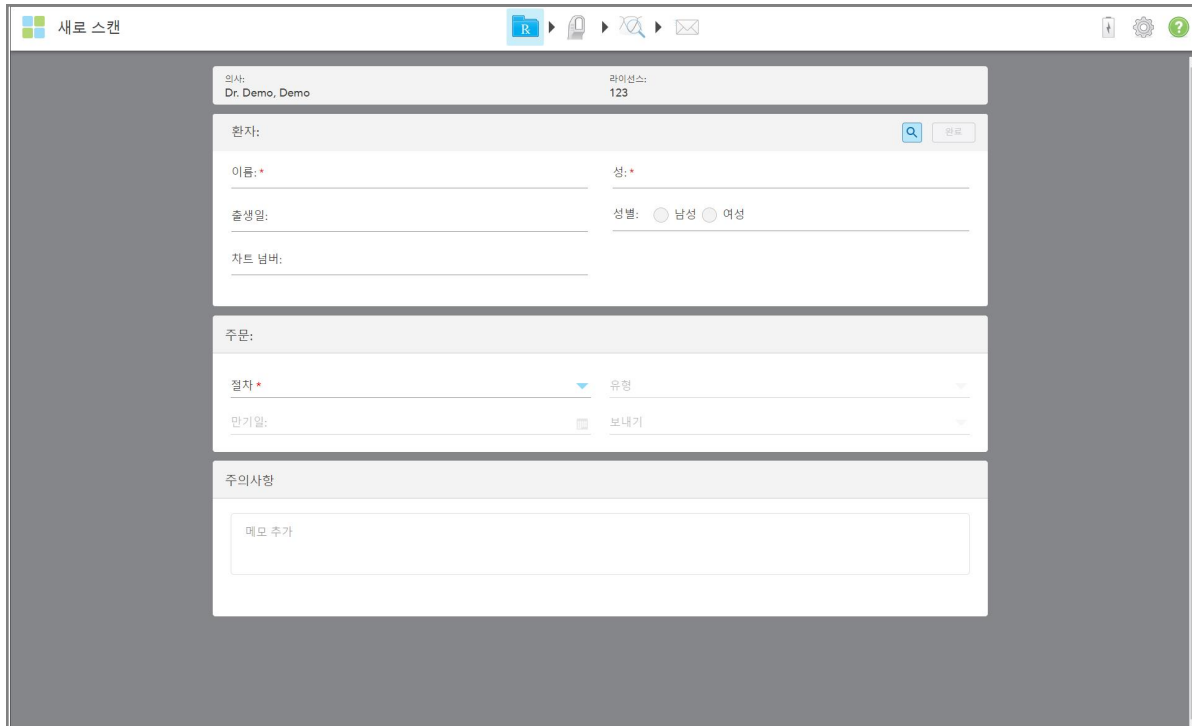 새로 스캔
R
?
의사:
Dr. Demo, Demo
라이선스:
123
환자:
완료
이름: *
성: *
출생일:
성별: 남성 여성
차트 넘버:
주문:
절차 *
유형
만기일:
보내기
주의사항
메모 추가